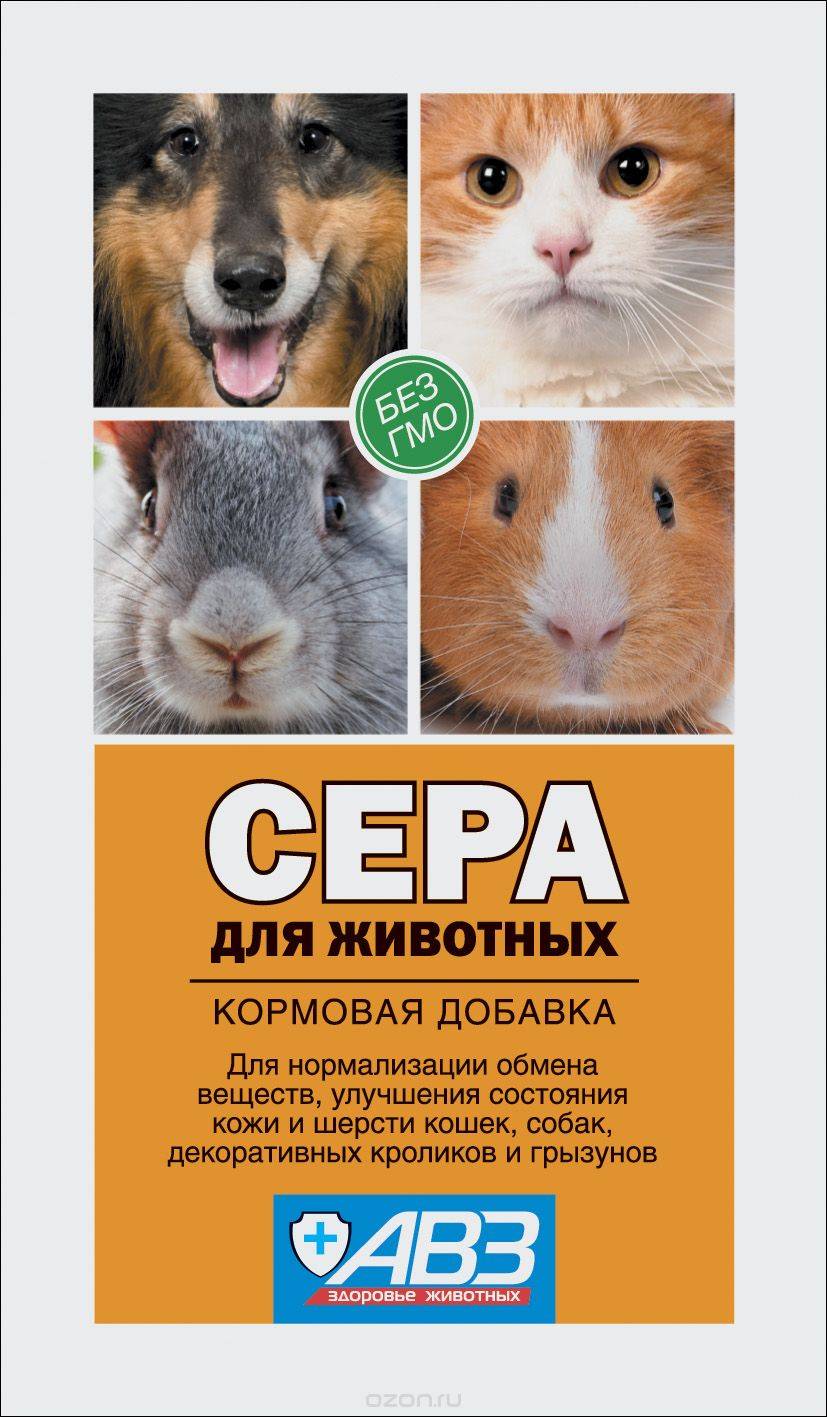 БЕЗ
ГМО
СЕРА
ДЛЯ ЖИВОТНЫХ
КОРМОВАЯ ДОБАВКА
Для нормализации обмена
веществ, улучшения состояния
кожи и шерсти кошек, собак,
декоративных кроликов и грызунов
АВЗ
здоровье животных
ozon.ru